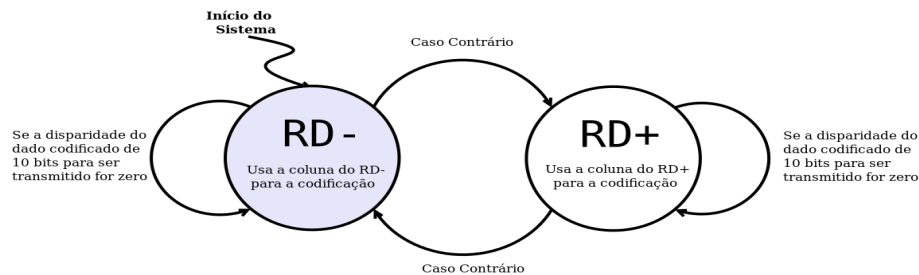 Início do
Sistema
Caso Contrário
Se a disparidade do
dado codificado de
10 bits para ser
transmitido for zero
RD-
Usa a coluna do RD-
para a codificação
RD+
Usa a coluna do RD+
para a codificação
Se a disparidade do
dado codificado de
10 bits para ser
transmitido for zero
Caso Contrário